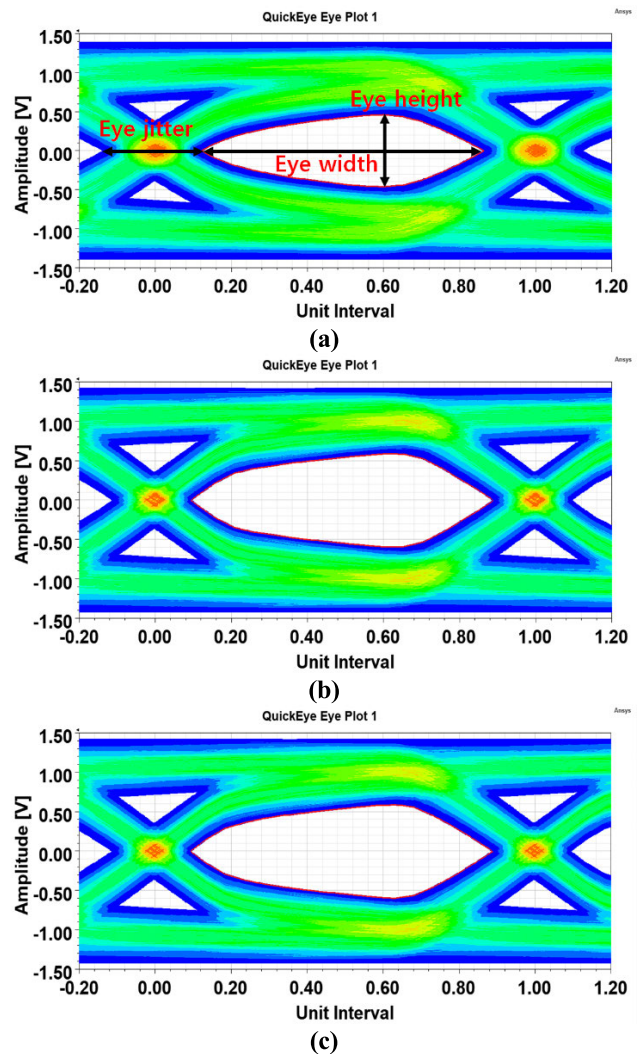 QuickEye Eye Plot 1
Ansys
Amplitude [V]
1.50
1.00
0.50
0.00
-0.50
-1.00
-1.50
Eye jitter
Eye height
Eye width
-0.20 0.00 0.20 0.40 0.60 0.80 1.00 1.20
Unit Interval
(a)
QuickEye Eye Plot 1
Ansys
Amplitude [V]
1.50
1.00
0.50
0.00
-0.50
-1.00
-1.50
-0.20 0.00 0.20 0.40 0.60 0.80 1.00 1.20
Unit Interval
(b)
QuickEye Eye Plot 1
Ansys
Amplitude [V]
1.50
1.00
0.50
0.00
-0.50
-1.00
-1.50
-0.20 0.00 0.20 0.40 0.60 0.80 1.00 1.20
Unit Interval
(c)